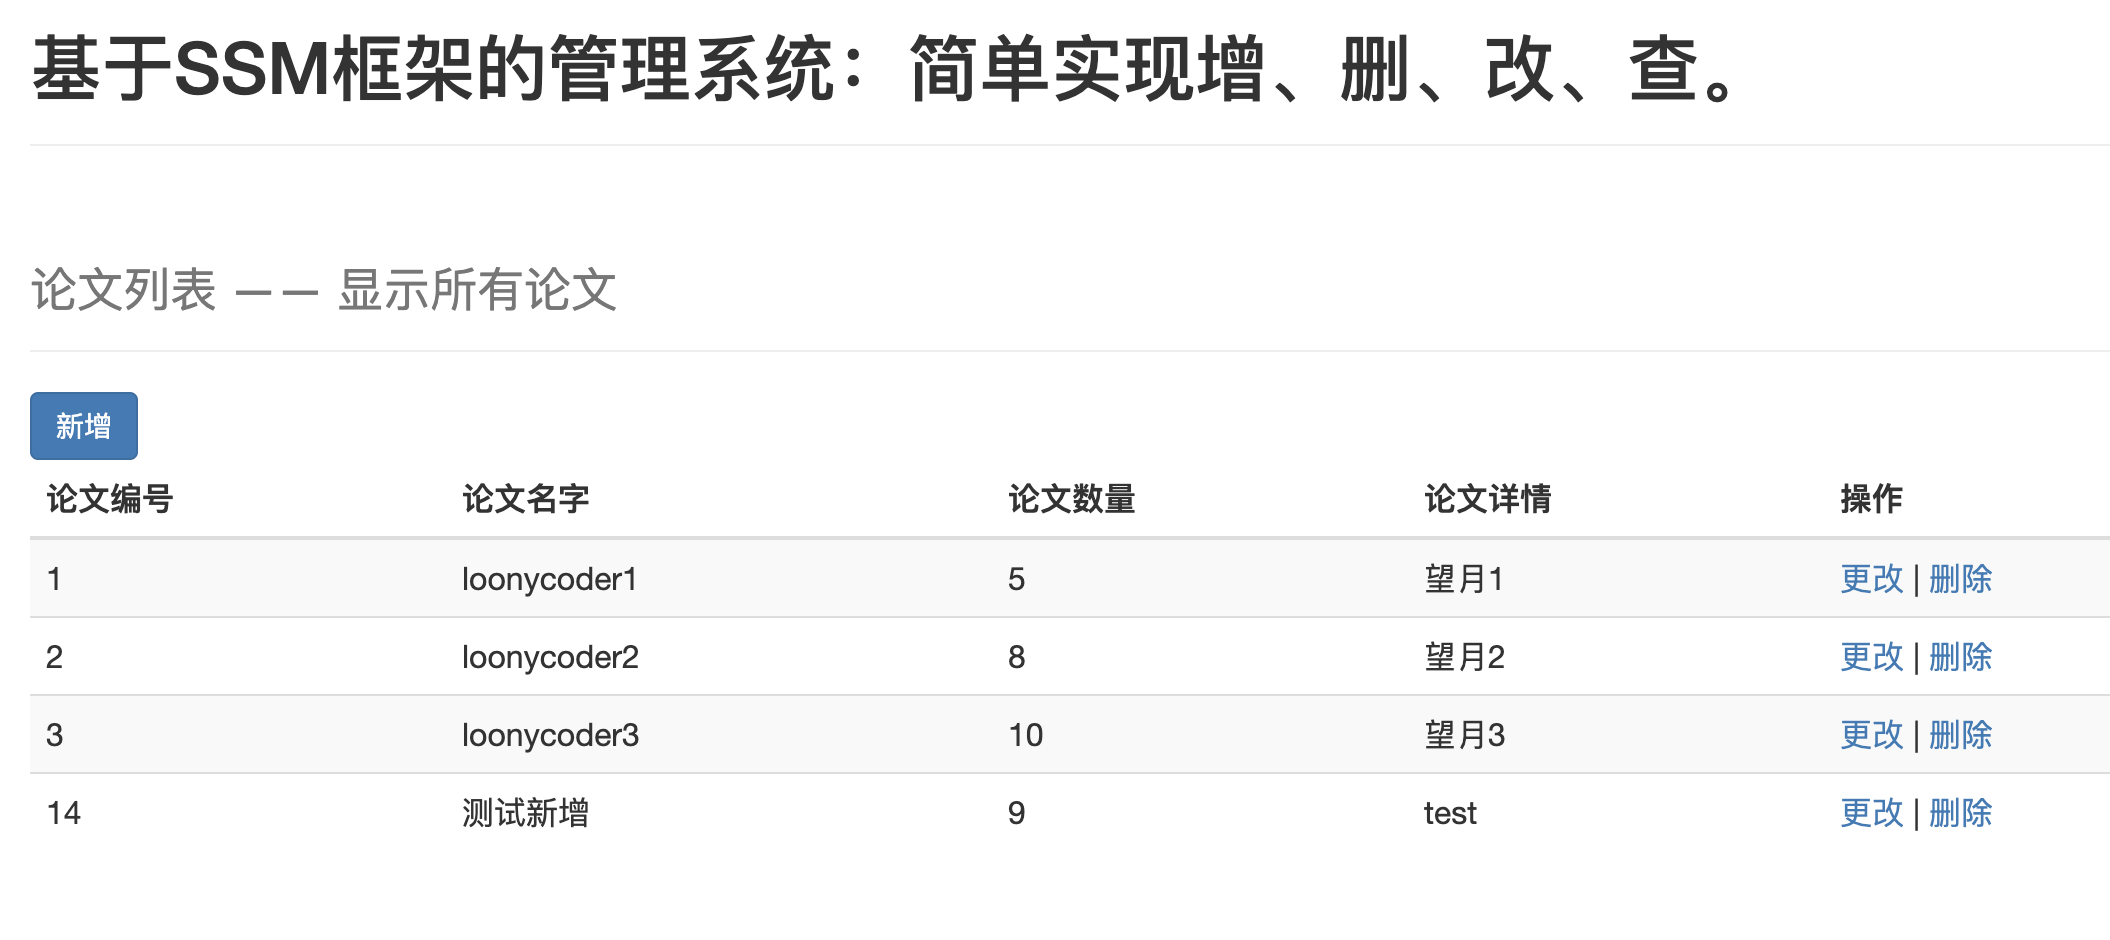 基于SSM框架的管理系统：简单实现增、删、改、查。
论文列表 —— 显示所有论文
新增
论文编号 论文名字 论文数量 论文详情 操作
1 loonycoder1 5 望月1 更改 | 删除
2 loonycoder2 8 望月2 更改 | 删除
3 loonycoder3 10 望月3 更改 | 删除
14 测试新增 9 test 更改 | 删除